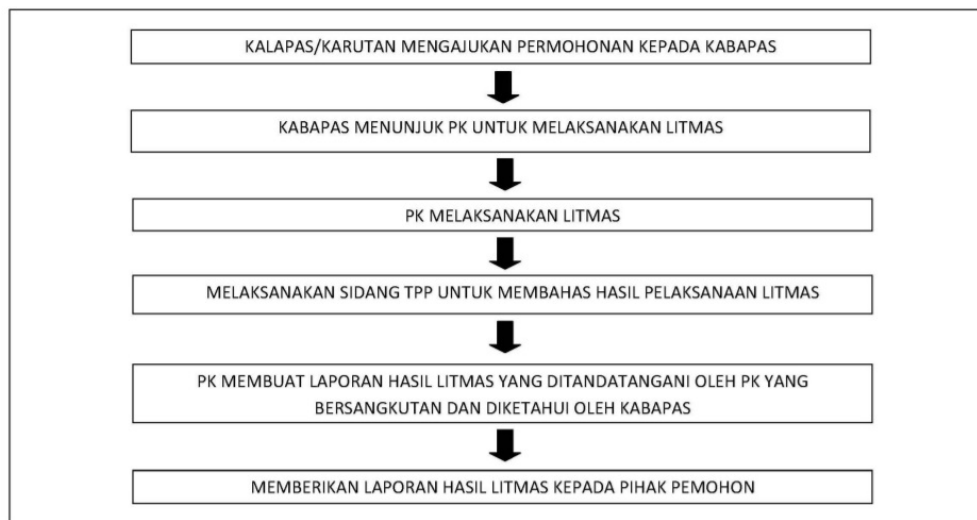 KALAPAS/KARUTAN MENGAJUKAN PERMOHONAN KEPADA KABAPAS
KABAPAS MENUNJUK PK UNTUK MELAKSANAKAN LITMAS
PK MELAKSANAKAN LITMAS
MELAKSANAKAN SIDANG TPP UNTUK MEMBAHAS HASIL PELAKSANAAN LITMAS
PK MEMBUAT LAPORAN HASIL LITMAS YANG DITANDATANGANI OLEH PK YANG
BERSANGKUTAN DAN DIKETAHUI OLEH KABAPAS
MEMBERIKAN LAPORAN HASIL LITMAS KEPADA PIHAK PEMOHON